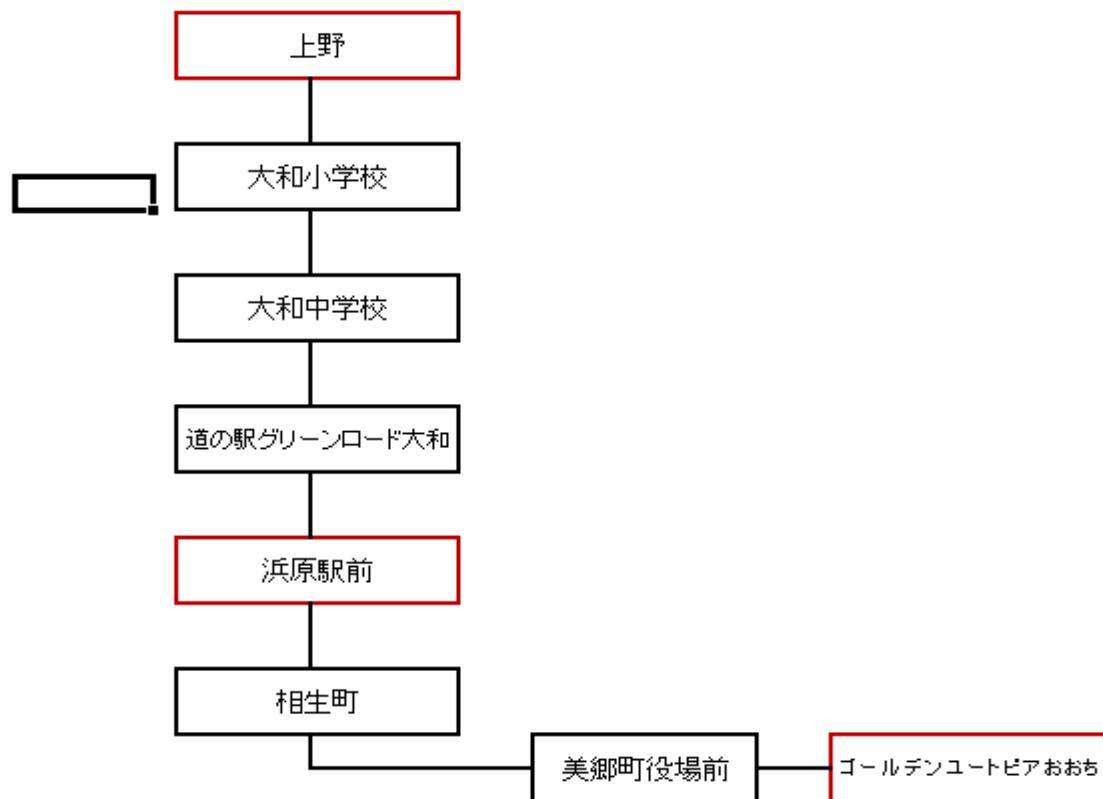 上野
大和小学校
大和中学校
道の駅グリーンロード大和
浜原駅前
相生町
美郷町役場前
ゴールデンユートピアおおち